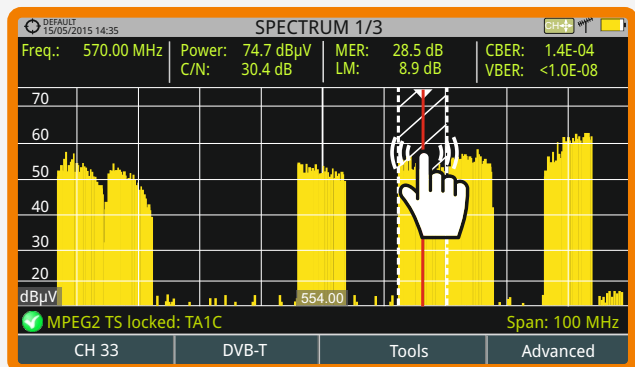 DEFAULT
15/05/2015 14:35
SPECTRUM 1/3
CH
Freq.: 570.00 MHz
Power: 74.7 dBµV
MER: 28.5 dB
CBER: 1.4E-04
C/N: 30.4 dB
LM: 8.9 dB
VBER: <1.0E-08
70
60
50
40
30
20
dBµV
554.00
MPEG2 TS locked: TA1C
Span: 100 MHz
CH 33
DVB-T
Tools
Advanced